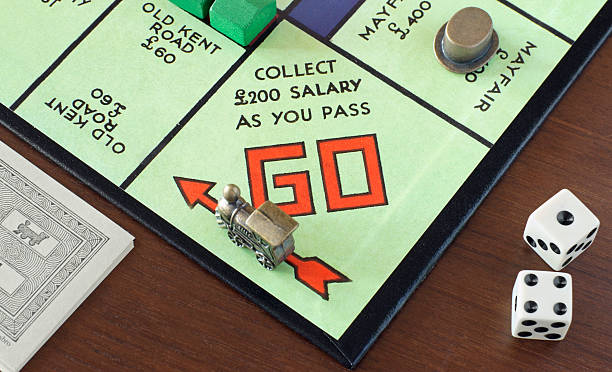 OLD KENT
ROAD
£60
OLD KENT
ROAD
£60
MAYFAIR
£400
MAYFAIR
COLLECT
£200 SALARY
AS YOU PASS
GO